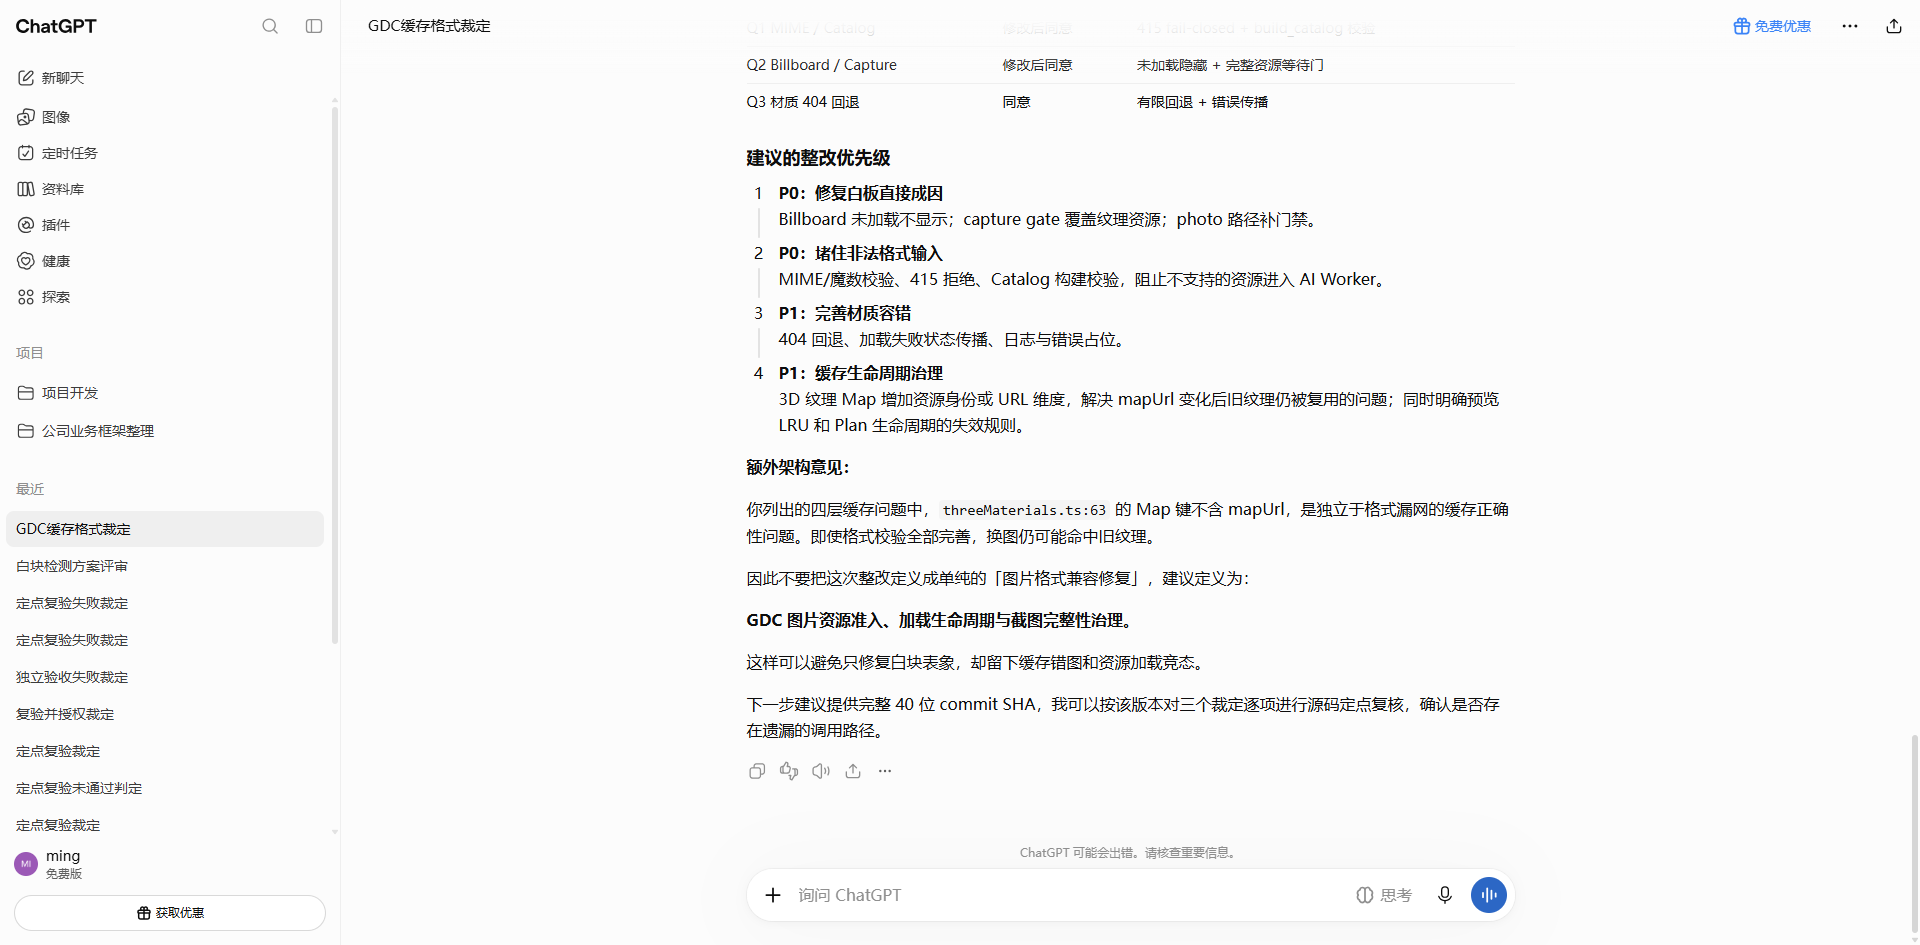 ChatGPT
新聊天
图像
定时任务
资料库
插件
健康
探索
项目
项目开发
公司业务框架整理
最近
GDC缓存格式裁定
白块检测方案评审
定点复验失败裁定
定点复验失败裁定
独立验收失败裁定
复验并授权裁定
定点复验裁定
定点复验未通过判定
定点复验裁定
MI
ming
免费版
获取优惠
GDC缓存格式裁定
免费优惠
Q1 MIME / Catalog 修改后同意 415 fail-closed + build_catalog 校验
Q2 Billboard / Capture 修改后同意 未加载隐藏 + 完整资源等待门
Q3 材质 404 回退 同意 有限回退 + 错误传播
建议的整改优先级
1 P0：修复白板直接成因
Billboard 未加载不显示；capture gate 覆盖纹理资源；photo 路径补门禁。
2 P0：堵住非法格式输入
MIME/魔数校验、415 拒绝、Catalog 构建校验，阻止不支持的资源进入 AI Worker。
3 P1：完善材质容错
404 回退、加载失败状态传播、日志与错误占位。
4 P1：缓存生命周期治理
3D 纹理 Map 增加资源身份或 URL 维度，解决 mapUrl 变化后旧纹理仍被复用的问题；同时明确预览
LRU 和 Plan 生命周期的失效规则。
额外架构意见：
你列出的四层缓存问题中， threeMaterials.ts:63 的 Map 键不含 mapUrl，是独立于格式漏网的缓存正确
性问题。即使格式校验全部完善，换图仍可能命中旧纹理。
因此不要把这次整改定义成单纯的「图片格式兼容修复」，建议定义为：
GDC 图片资源准入、加载生命周期与截图完整性治理。
这样可以避免只修复白块表象，却留下缓存错图和资源加载竞态。
下一步建议提供完整 40 位 commit SHA，我可以按该版本对三个裁定逐项进行源码定点复核，确认是否存
在遗漏的调用路径。
ChatGPT 可能会出错。请核查重要信息。
询问 ChatGPT
思考